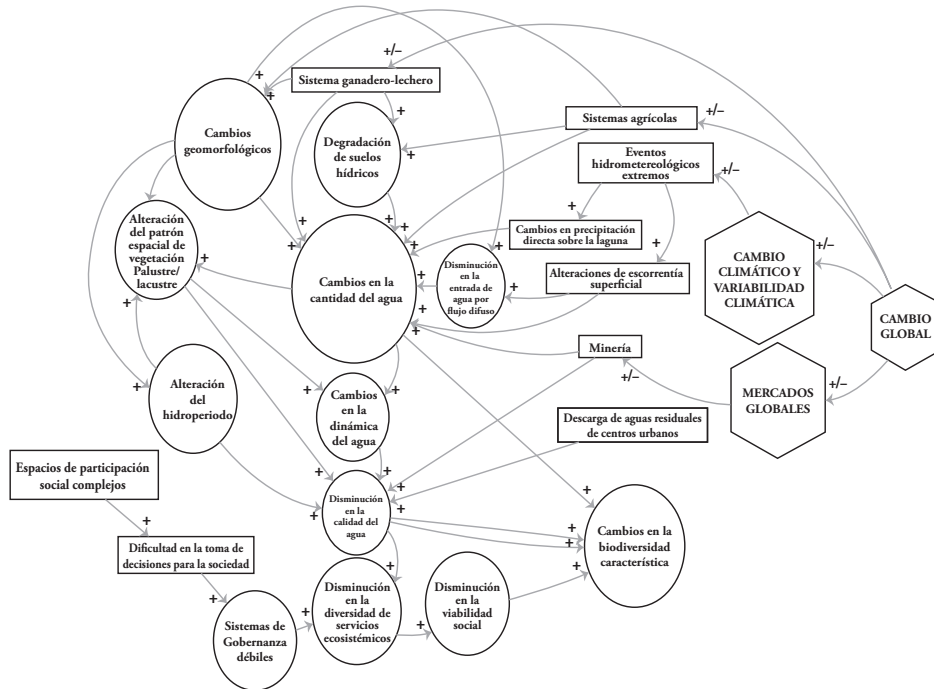 +/–
Sistema ganadero-lechero
+
+
+
+
Cambios
geomorfológicos
Degradación
de suelos
hídricos
+
Sistemas agrícolas
+/–
Eventos
hidrometereológicos
extremos
+/–
Alteración
del patrón
espacial de
vegetación
Palustre/
lacustre
+
+
+
+
+
+
+
+
Cambios en precipitación
directa sobre la laguna
+
+
Cambios en la
cantidad del agua
+
Disminución
en la
entrada de
agua por
flujo difuso
+
+
Alteraciones de escorrentía
superficial
+
CAMBIO
CLIMÁTICO Y
VARIABILIDAD
CLIMÁTICA
+/–
CAMBIO
GLOBAL
+
+
Minería
+/–
MERCADOS
GLOBALES
+/–
+
Alteración
del
hidroperiodo
+
+
Cambios
en la
dinámica
del agua
Descarga de aguas residuales
de centros urbanos
Espacios de participación
social complejos
+
+
+
+
+
Disminución
en la
calidad del
agua
+
+
+
Cambios en la
biodiversidad
característica
+
Dificultad en la toma de
decisiones para la sociedad
+
+
Sistemas de
Gobernanza
débiles
+
Disminución
en la
diversidad de
servicios
ecosistémicos
+
Disminución
en la
viabilidad
social
+